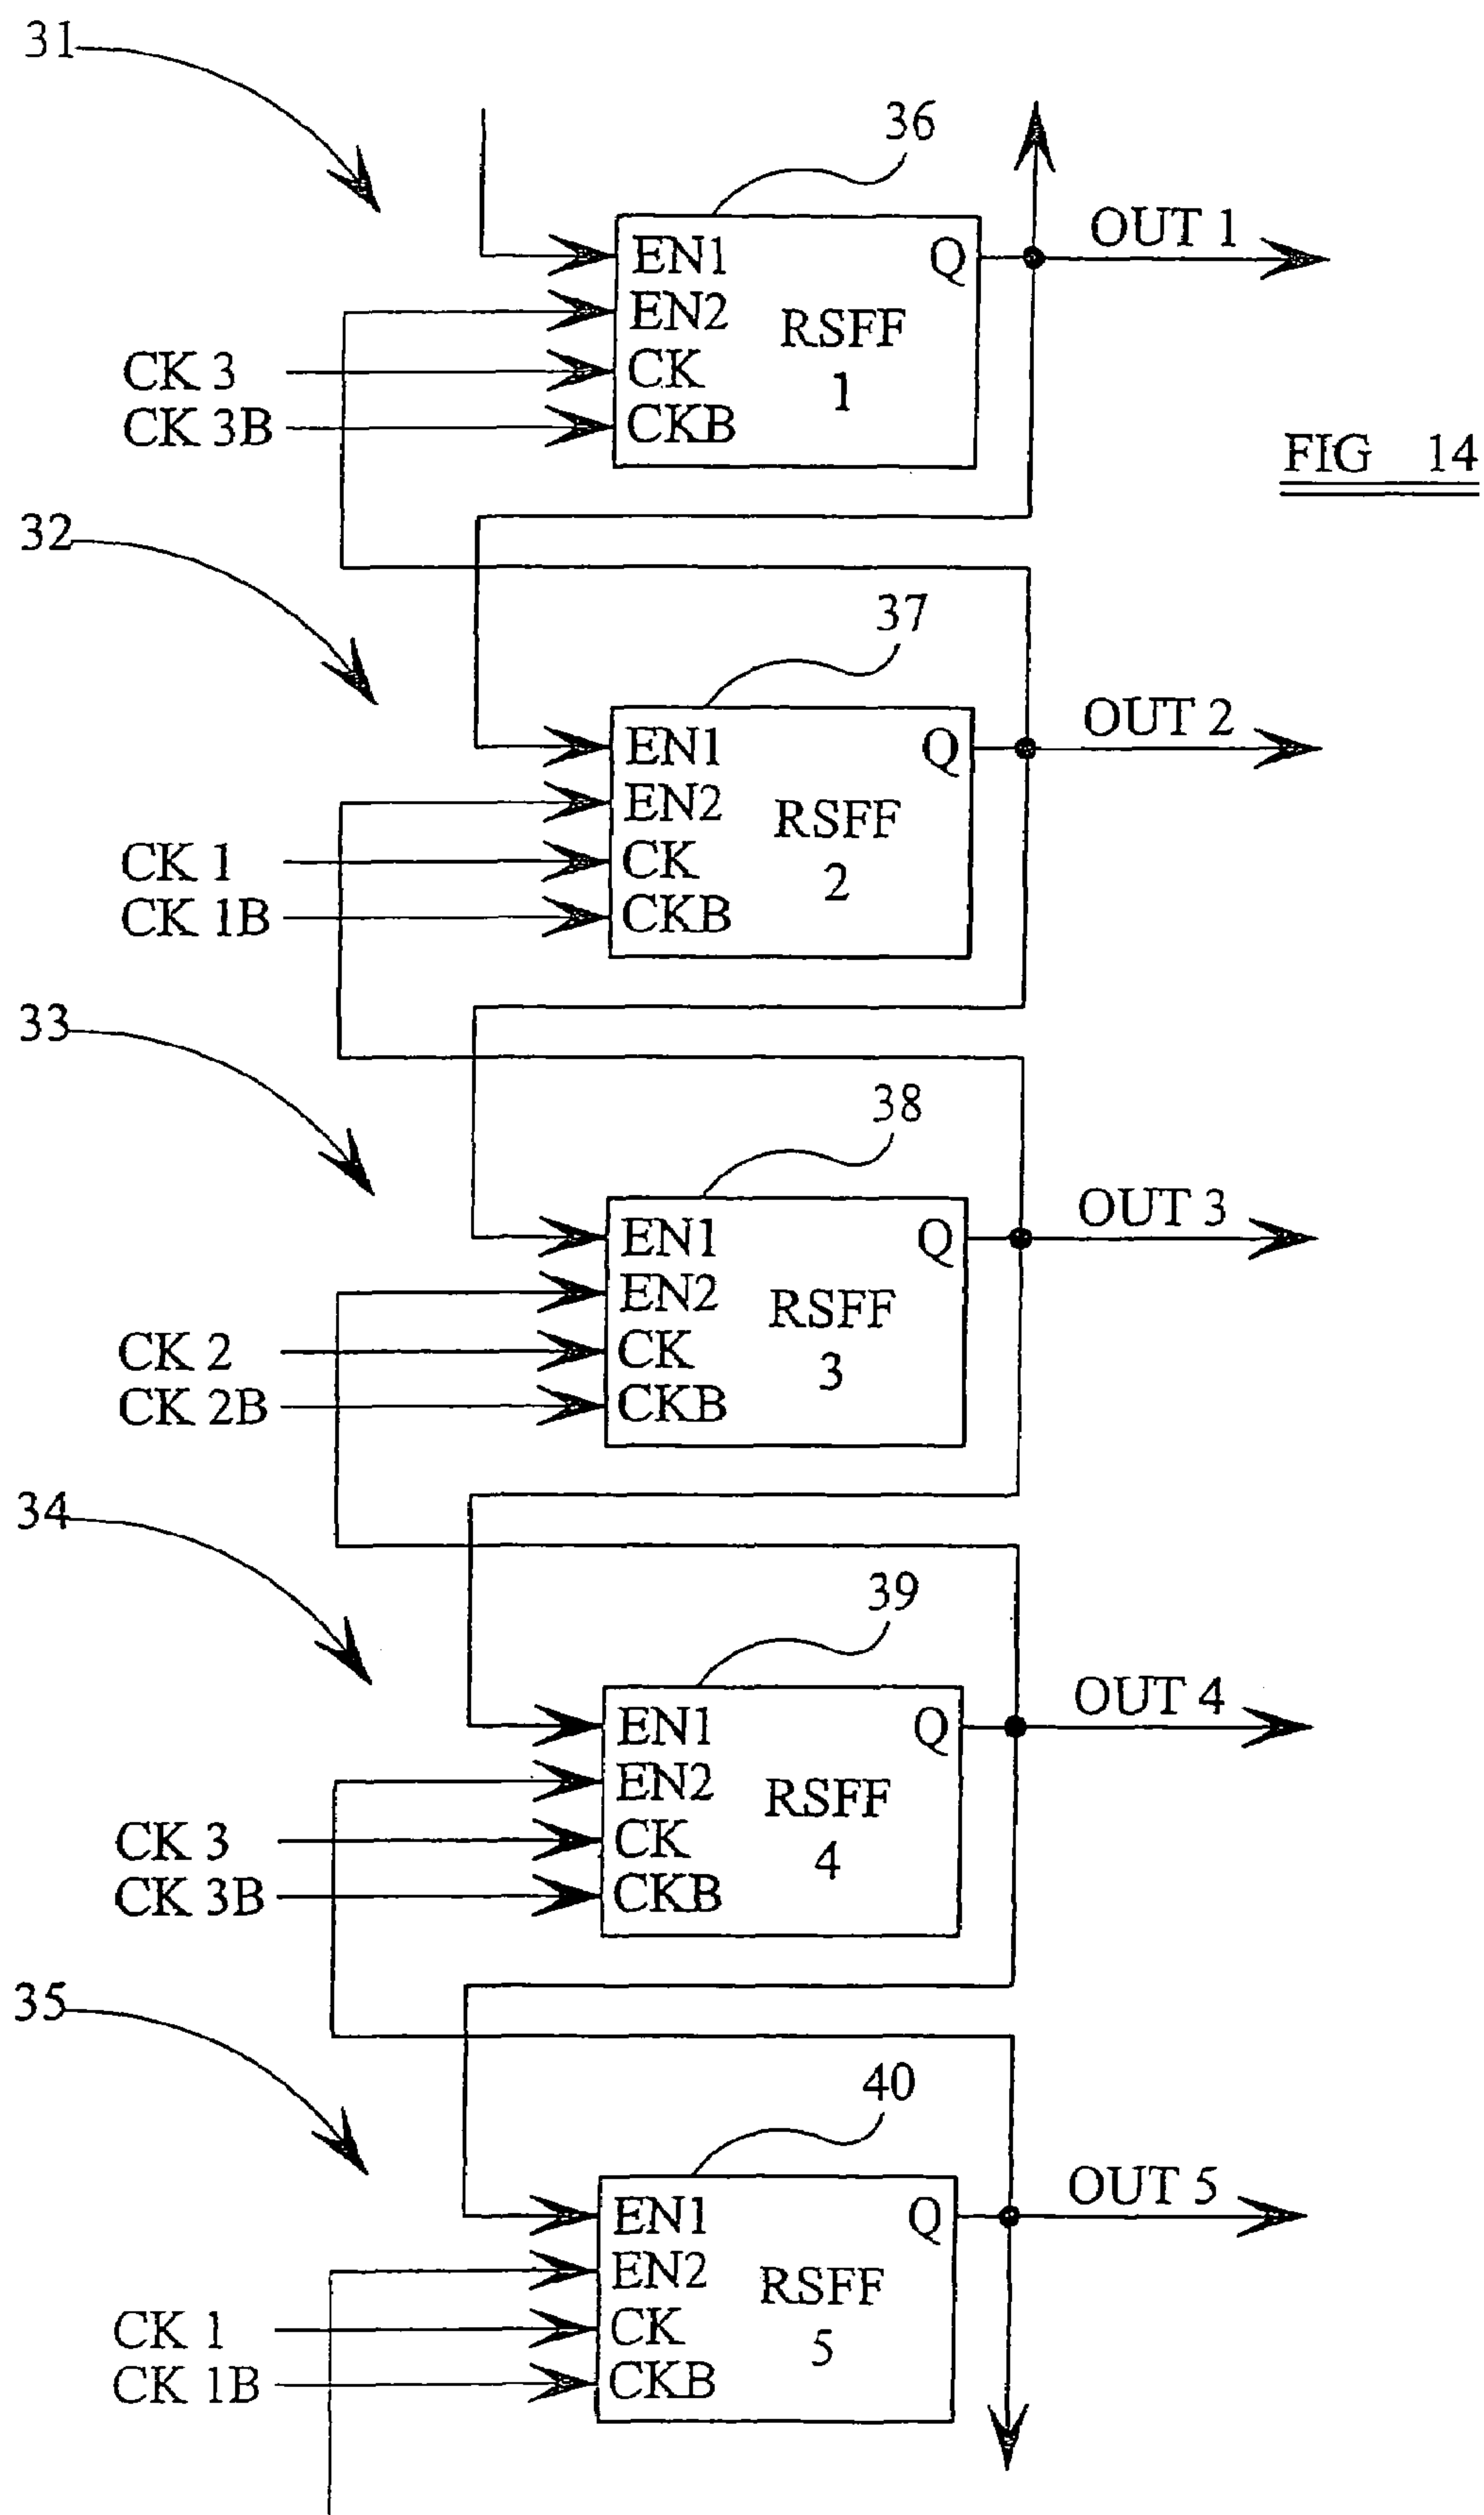 31
36
EN1
Q
OUT 1
EN2
RSFF
CK 3
CK
1
CK 3B
CKB
FIG 14
32
37
EN1
Q
OUT 2
EN2
RSFF
CK 1
CK
2
CK 1B
CKB
33
38
EN1
Q
OUT 3
EN2
RSFF
CK 2
CK
3
CK 2B
CKB
34
39
EN1
Q
OUT 4
EN2
RSFF
CK 3
CK
4
CK 3B
CKB
35
40
EN1
Q
OUT 5
EN2
RSFF
CK 1
CK
5
CK 1B
CKB